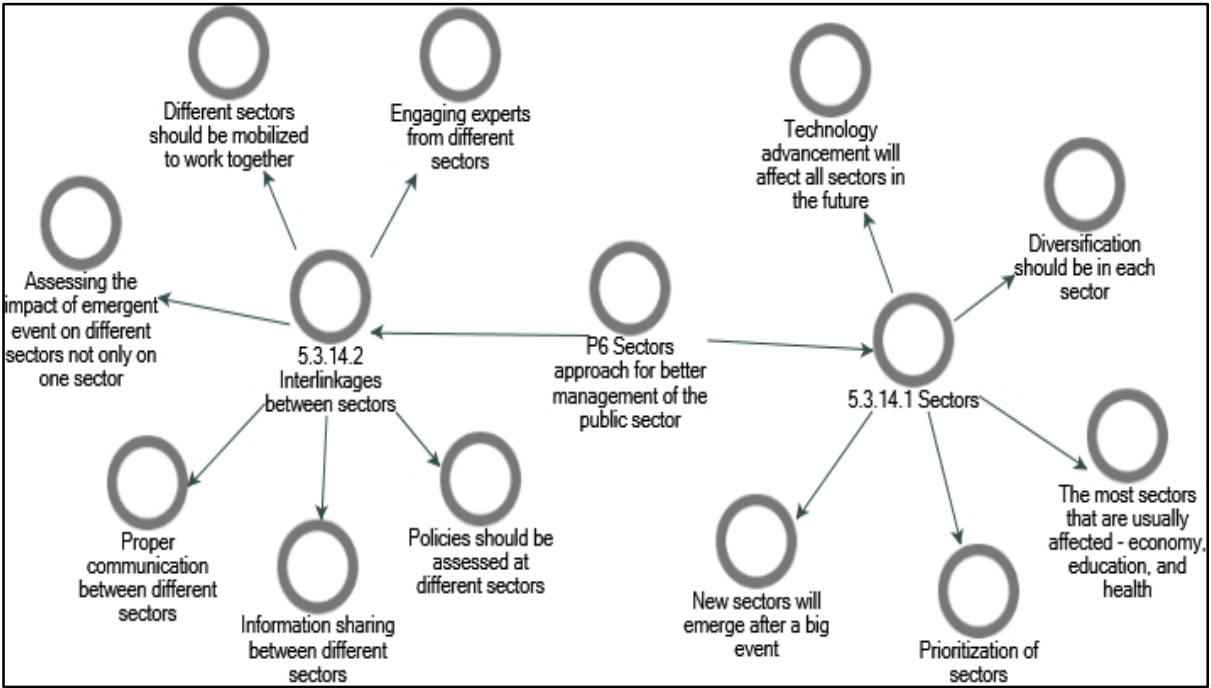 Different sectors
should be mobilized
to work together
Engaging experts
from different
sectors
Technology
advancement will
affect all sectors in
the future
Diversification
should be in each
sector
Assessing the
impact of emergent
event on different
sectors not only on
one sector
5.3.14.2
Interlinkages
between sectors
P6 Sectors
approach for better
management of the
public sector
5.3.14.1 Sectors
Proper
communication
between different
sectors
Information sharing
between different
sectors
Policies should be
assessed at
different sectors
New sectors will
emerge after a big
event
Prioritization of
sectors
The most sectors
that are usually
affected - economy,
education, and
health